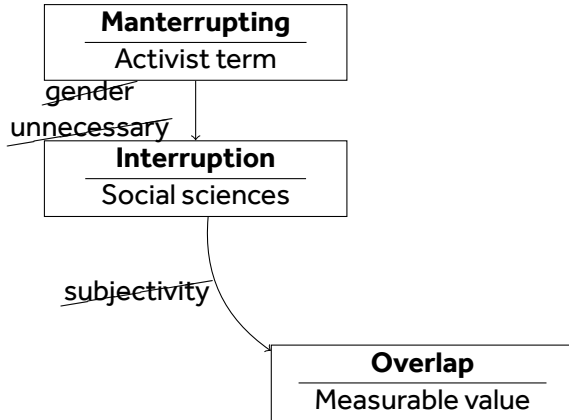 Manterrupting
Activist term
gender
unnecessary
Interruption
Social sciences
subjectivity
Overlap
Measurable value